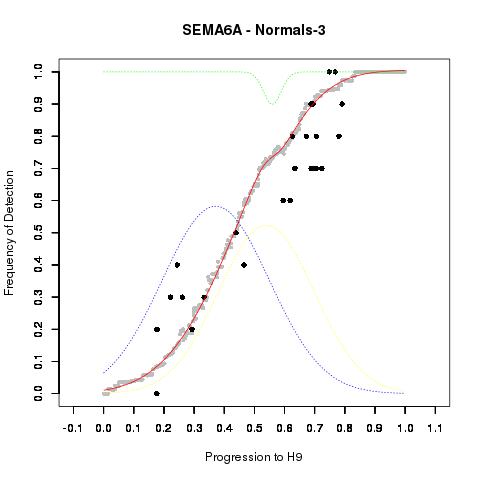 SEMA6A - Normals-3
1.0
0.9
0.8
0.7
0.6
0.5
0.4
0.3
0.2
0.1
0.0
Frequency of Detection
-0.1 0.0 0.1 0.2 0.3 0.4 0.5 0.6 0.7 0.8 0.9 1.0 1.1
Progression to H9